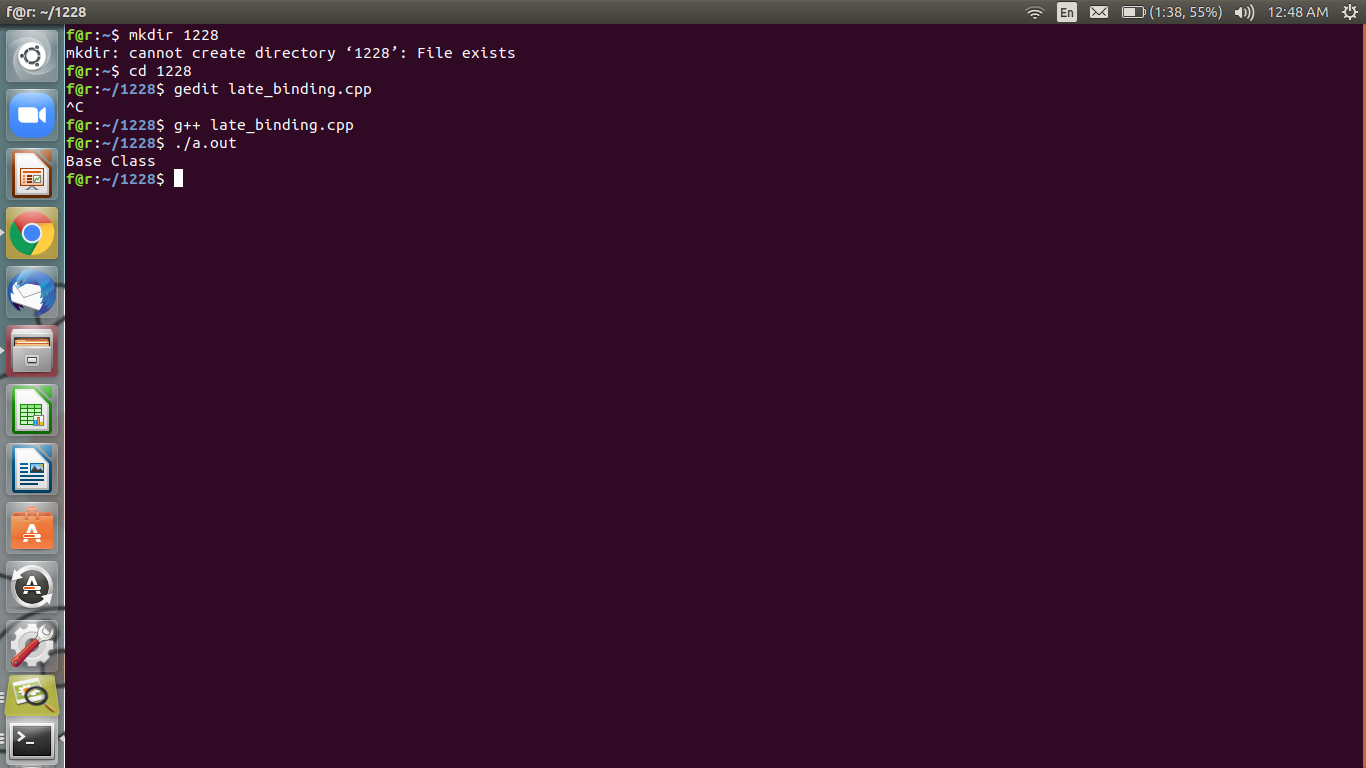 f@r: ~/1228
En
(1:38, 55%)
12:48 AM
f@r:~$ mkdir 1228
mkdir: cannot create directory ‘1228’: File exists
f@r:~$ cd 1228
f@r:~/1228$ gedit late_binding.cpp
^C
f@r:~/1228$ g++ late_binding.cpp
f@r:~/1228$ ./a.out
Base Class
f@r:~/1228$